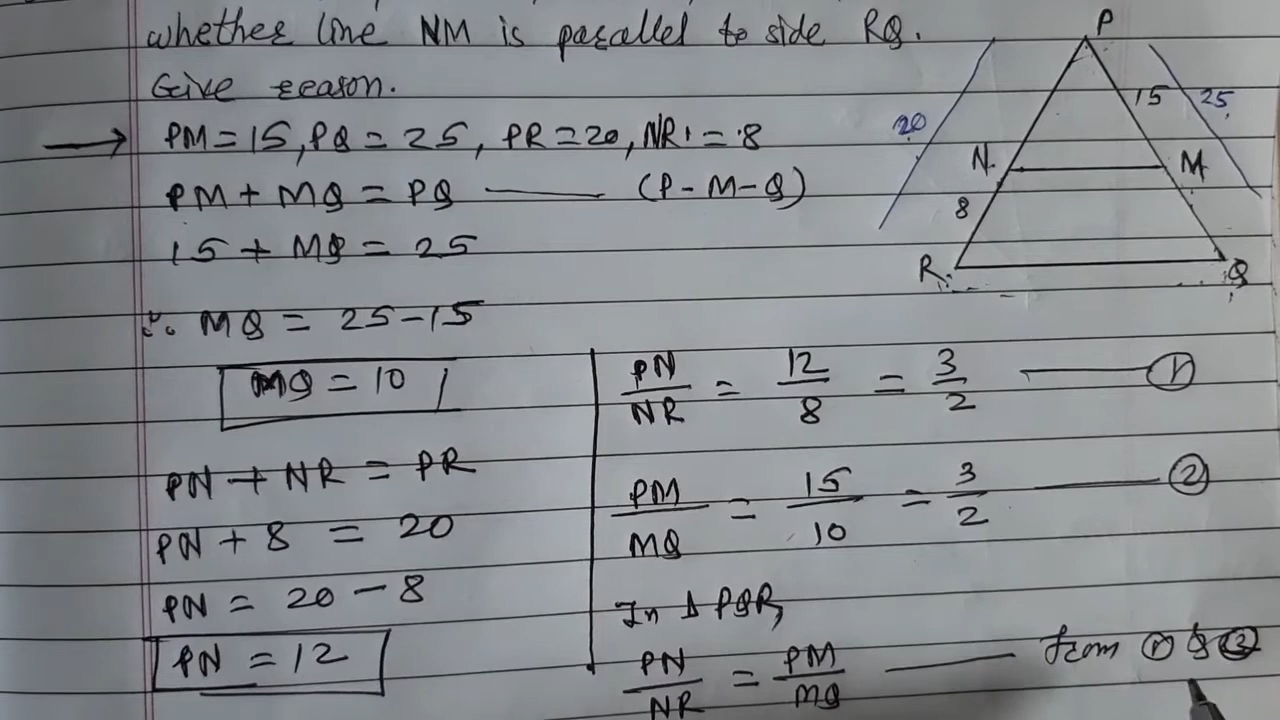 whether line NM is parallel to side RQ.
Give reason.
→ PM = 15, PQ = 25, PR = 20, NR = 8
PM + MQ = PQ —— (P-M-Q)
15 + MQ = 25
∴ MQ = 25 - 15
MQ = 10
PN + NR = PR
PN + 8 = 20
PN = 20 - 8
PN = 12
PN/NR = 12/8 = 3/2 —— ①
PM/MQ = 15/10 = 3/2 —— ②
In Δ PQR,
PN/NR = PM/MQ —— from ① & ②
P
15
25
20
N
M
8
R
Q